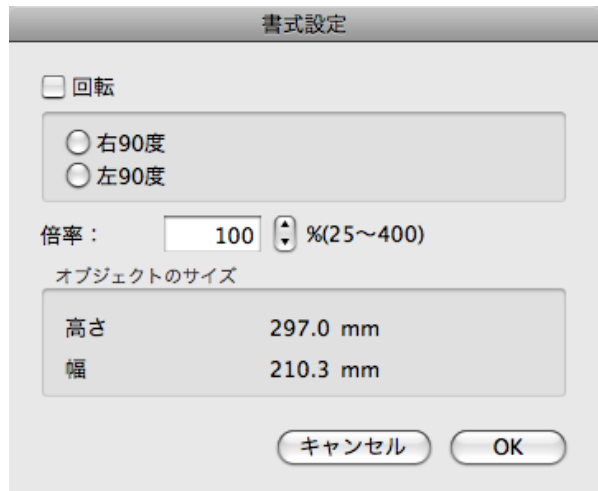 書式設定
回転
右90度
左90度
倍率： 100 %(25～400)
オブジェクトのサイズ
高さ 297.0 mm
幅 210.3 mm
キャンセル OK